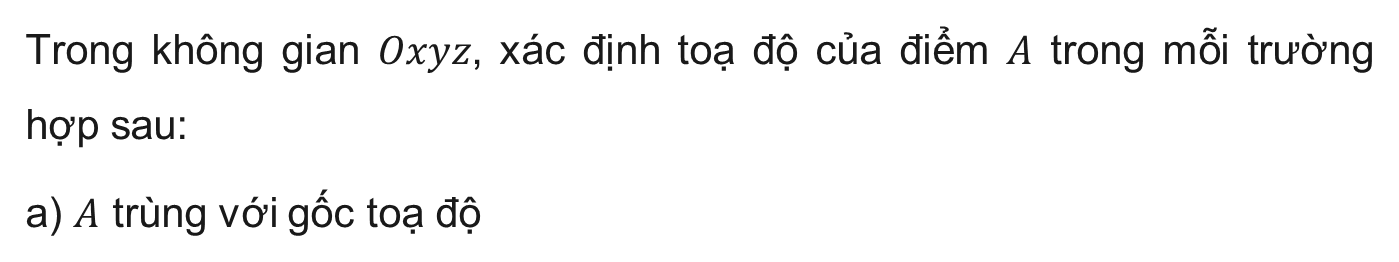 Trong không gian Oxyz, xác định toạ độ của điểm A trong mỗi trường
hợp sau:
a) A trùng với gốc toạ độ